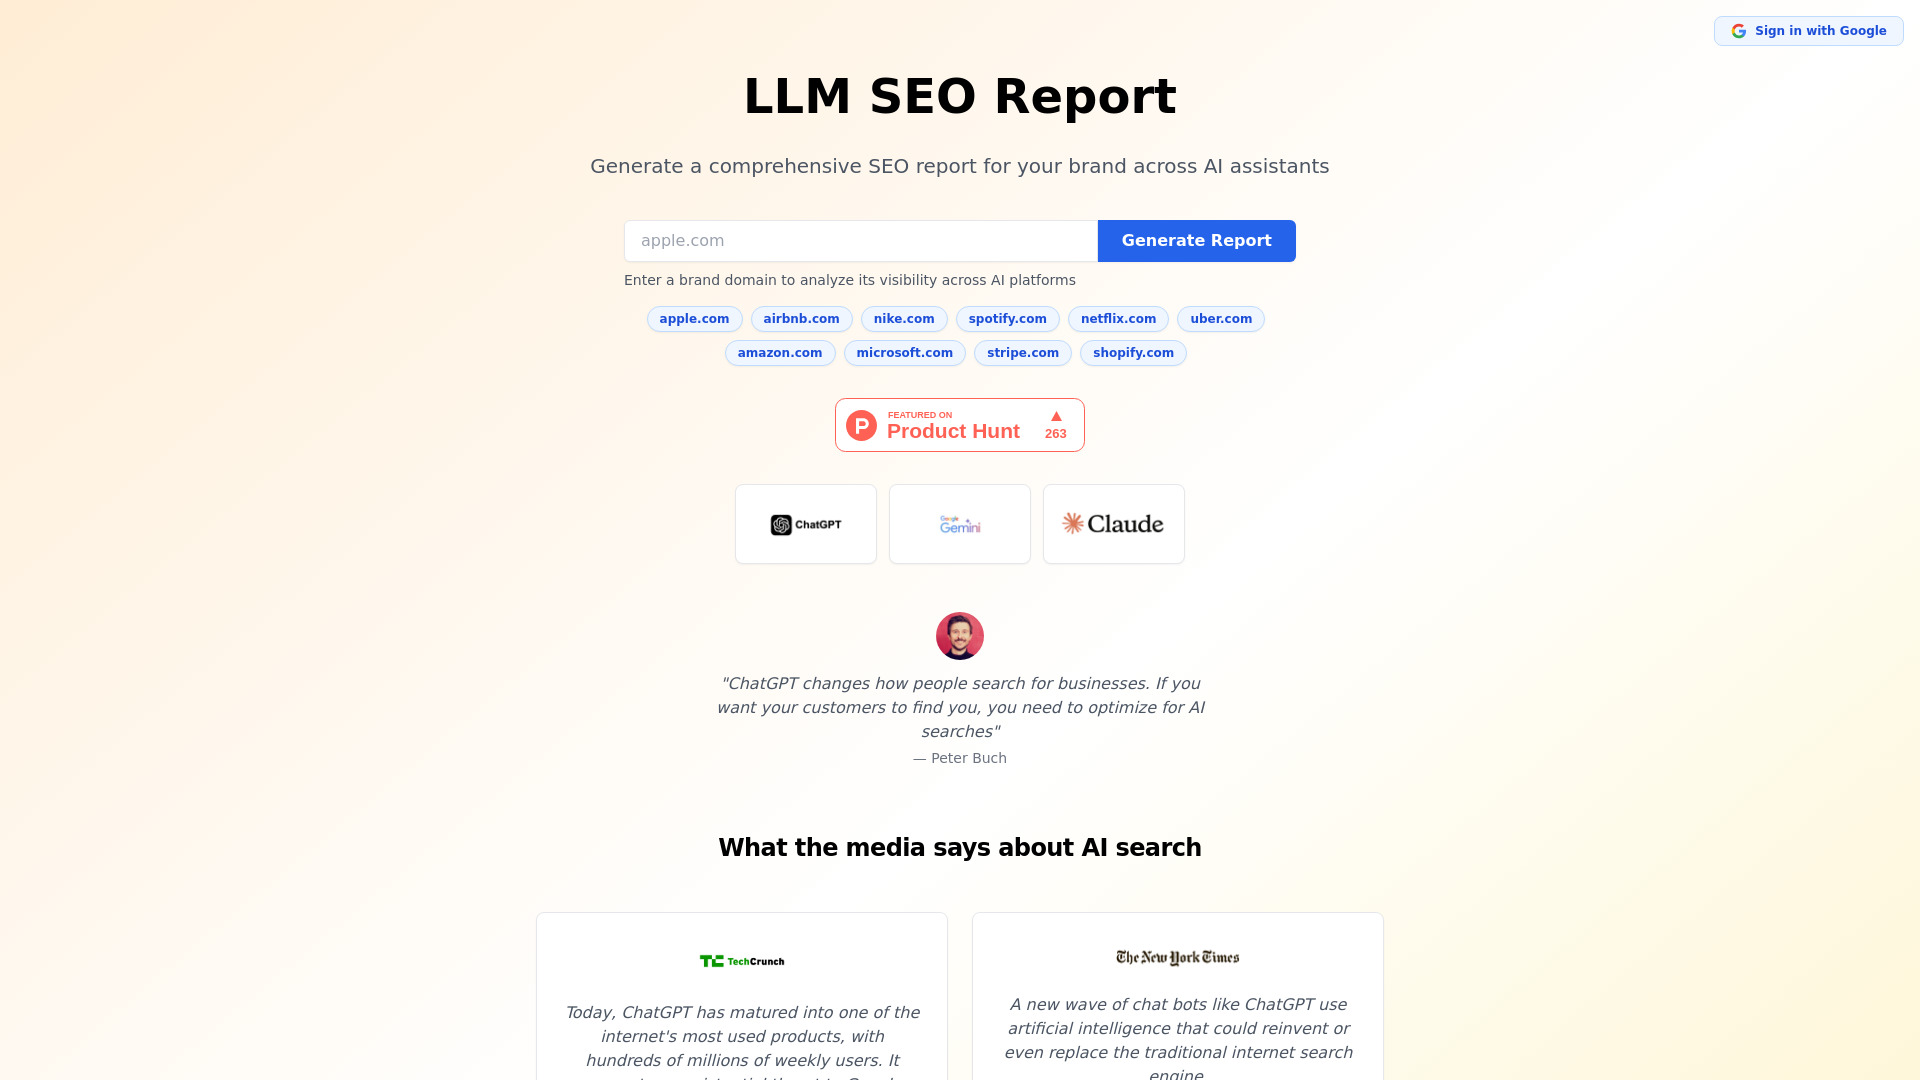 Sign in with Google
LLM SEO Report
Generate a comprehensive SEO report for your brand across AI assistants
apple.com
Generate Report
Enter a brand domain to analyze its visibility across AI platforms
apple.com airbnb.com nike.com spotify.com netflix.com uber.com
amazon.com microsoft.com stripe.com shopify.com
FEATURED ON
Product Hunt
263
ChatGPT
Google
Gemini
Claude
"ChatGPT changes how people search for businesses. If you
want your customers to find you, you need to optimize for AI
searches"
— Peter Buch
What the media says about AI search
TC TechCrunch
Today, ChatGPT has matured into one of the
internet's most used products, with
hundreds of millions of weekly users. It
The New York Times
A new wave of chat bots like ChatGPT use
artificial intelligence that could reinvent or
even replace the traditional internet search
engine